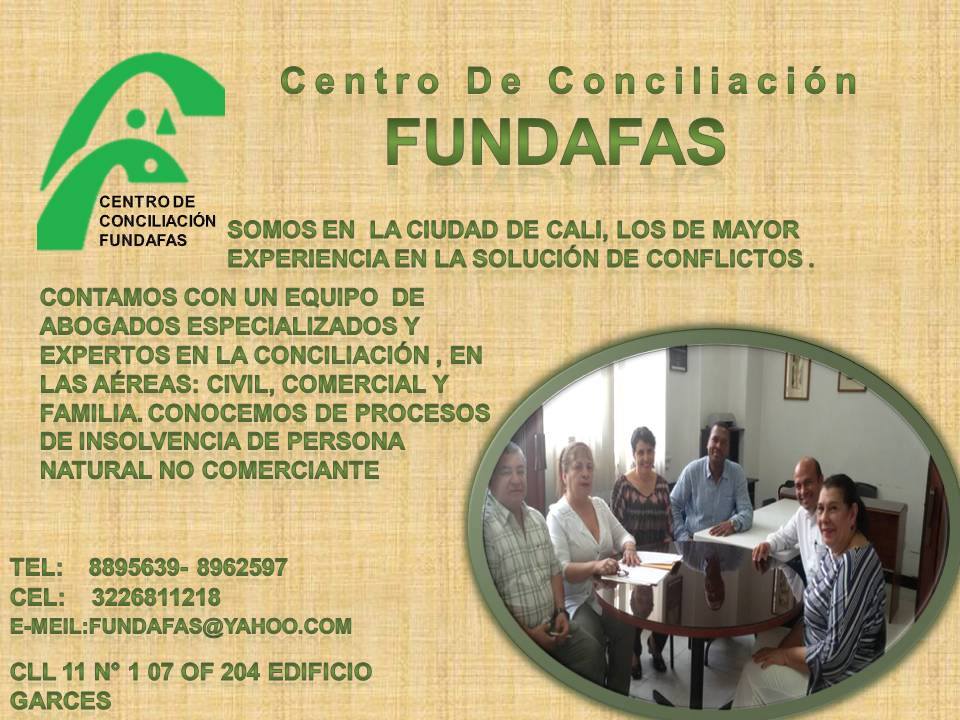 Centro De Conciliación
FUNDAFAS
CENTRO DE
CONCILIACIÓN
FUNDAFAS
SOMOS EN LA CIUDAD DE CALI, LOS DE MAYOR
EXPERIENCIA EN LA SOLUCIÓN DE CONFLICTOS .
CONTAMOS CON UN EQUIPO DE
ABOGADOS ESPECIALIZADOS Y
EXPERTOS EN LA CONCILIACIÓN , EN
LAS AÉREAS: CIVIL, COMERCIAL Y
FAMILIA. CONOCEMOS DE PROCESOS
DE INSOLVENCIA DE PERSONA
NATURAL NO COMERCIANTE
TEL: 8895639- 8962597
CEL: 3226811218
E-MEIL:FUNDAFAS@YAHOO.COM
CLL 11 N° 1 07 OF 204 EDIFICIO
GARCES